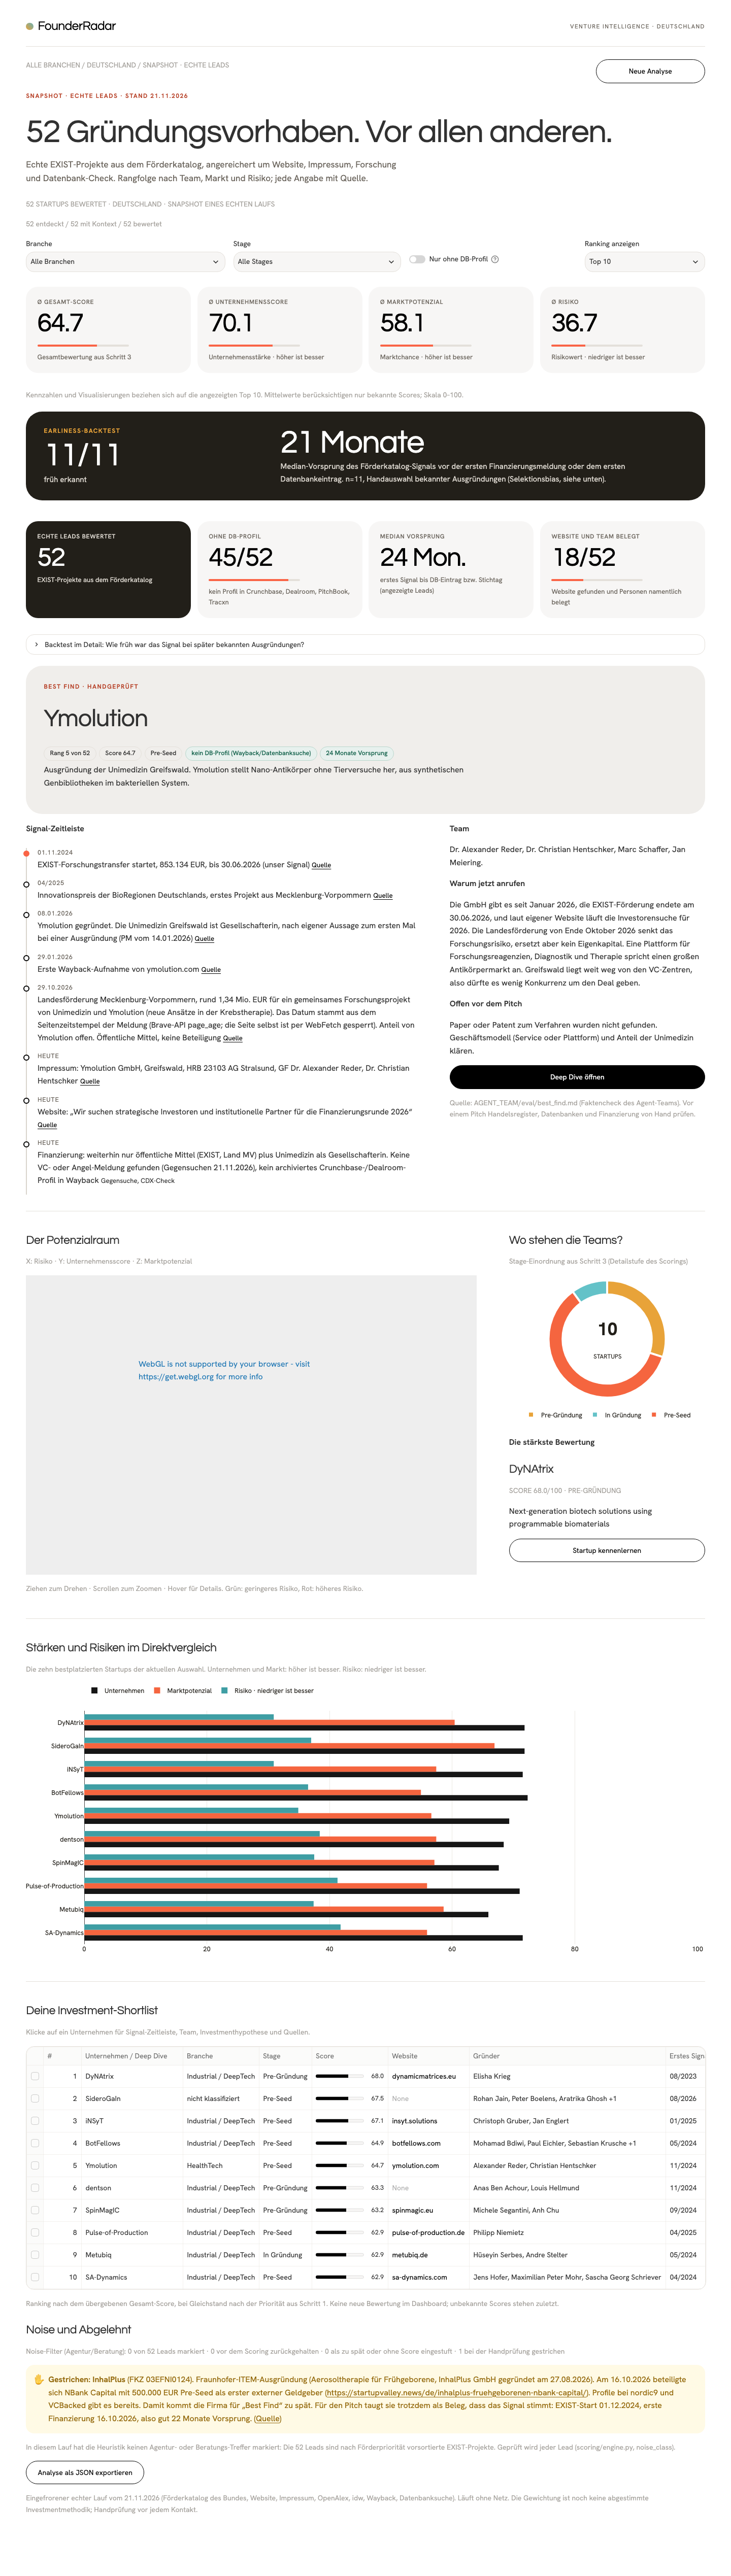 FounderRadar
VENTURE INTELLIGENCE · DEUTSCHLAND
ALLE BRANCHEN / DEUTSCHLAND / SNAPSHOT · ECHTE LEADS
Neue Analyse
SNAPSHOT · ECHTE LEADS · STAND 21.11.2026
52 Gründungsvorhaben. Vor allen anderen.
Echte EXIST-Projekte aus dem Förderkatalog, angereichert um Website, Impressum, Forschung
und Datenbank-Check. Rangfolge nach Team, Markt und Risiko; jede Angabe mit Quelle.
52 STARTUPS BEWERTET · DEUTSCHLAND · SNAPSHOT EINES ECHTEN LAUFS
52 entdeckt / 52 mit Kontext / 52 bewertet
Branche
Stage
Ranking anzeigen
Alle Branchen
Alle Stages
Nur ohne DB-Profil
Top 10
Ø GESAMT-SCORE
64.7
Gesamtbewertung aus Schritt 3
Ø UNTERNEHMENSSCORE
70.1
Unternehmensstärke · höher ist besser
Ø MARKTPOTENZIAL
58.1
Marktchance · höher ist besser
Ø RISIKO
36.7
Risikowert · niedriger ist besser
Kennzahlen und Visualisierungen beziehen sich auf die angezeigten Top 10. Mittelwerte berücksichtigen nur bekannte Scores; Skala 0–100.
EARLINESS-BACKTEST
11/11
früh erkannt
21 Monate
Median-Vorsprung des Förderkatalog-Signals vor der ersten Finanzierungsmeldung oder dem ersten
Datenbankeintrag. n=11, Handauswahl bekannter Ausgründungen (Selektionsbias, siehe unten).
ECHTE LEADS BEWERTET
52
EXIST-Projekte aus dem Förderkatalog
OHNE DB-PROFIL
45/52
kein Profil in Crunchbase, Dealroom, PitchBook,
Tracxn
MEDIAN VORSPRUNG
24 Mon.
erstes Signal bis DB-Eintrag bzw. Stichtag
(angezeigte Leads)
WEBSITE UND TEAM BELEGT
18/52
Website gefunden und Personen namentlich
belegt
Backtest im Detail: Wie früh war das Signal bei später bekannten Ausgründungen?
BEST FIND · HANDGEPRÜFT
Ymolution
Rang 5 von 52
Score 64.7
Pre-Seed
kein DB-Profil (Wayback/Datenbanksuche)
24 Monate Vorsprung
Ausgründung der Unimedizin Greifswald. Ymolution stellt Nano-Antikörper ohne Tierversuche her, aus synthetischen
Genbibliotheken im bakteriellen System.
Signal-Zeitleiste
01.11.2024
EXIST-Forschungstransfer startet, 853.134 EUR, bis 30.06.2026 (unser Signal) Quelle
04/2025
Innovationspreis der BioRegionen Deutschlands, erstes Projekt aus Mecklenburg-Vorpommern Quelle
08.01.2026
Ymolution gegründet. Die Unimedizin Greifswald ist Gesellschafterin, nach eigener Aussage zum ersten Mal
bei einer Ausgründung (PM vom 14.01.2026) Quelle
29.01.2026
Erste Wayback-Aufnahme von ymolution.com Quelle
29.10.2026
Landesförderung Mecklenburg-Vorpommern, rund 1,34 Mio. EUR für ein gemeinsames Forschungsprojekt
von Unimedizin und Ymolution (neue Ansätze in der Krebstherapie). Das Datum stammt aus dem
Seitenzeitstempel der Meldung (Brave-API page_age; die Seite selbst ist per WebFetch gesperrt). Anteil von
Ymolution offen. Öffentliche Mittel, keine Beteiligung Quelle
HEUTE
Impressum: Ymolution GmbH, Greifswald, HRB 23103 AG Stralsund, GF Dr. Alexander Reder, Dr. Christian
Hentschker Quelle
HEUTE
Website: „Wir suchen strategische Investoren und institutionelle Partner für die Finanzierungsrunde 2026“
Quelle
HEUTE
Finanzierung: weiterhin nur öffentliche Mittel (EXIST, Land MV) plus Unimedizin als Gesellschafterin. Keine
VC- oder Angel-Meldung gefunden (Gegensuchen 21.11.2026), kein archiviertes Crunchbase-/Dealroom-
Profil in Wayback Gegensuche, CDX-Check
Team
Dr. Alexander Reder, Dr. Christian Hentschker, Marc Schaffer, Jan
Meiering.
Warum jetzt anrufen
Die GmbH gibt es seit Januar 2026, die EXIST-Förderung endete am
30.06.2026, und laut eigener Website läuft die Investorensuche für
2026. Die Landesförderung von Ende Oktober 2026 senkt das
Forschungsrisiko, ersetzt aber kein Eigenkapital. Eine Plattform für
Forschungsreagenzien, Diagnostik und Therapie spricht einen großen
Antikörpermarkt an. Greifswald liegt weit weg von den VC-Zentren,
also dürfte es wenig Konkurrenz um den Deal geben.
Offen vor dem Pitch
Paper oder Patent zum Verfahren wurden nicht gefunden.
Geschäftsmodell (Service oder Plattform) und Anteil der Unimedizin
klären.
Deep Dive öffnen
Quelle: AGENT_TEAM/eval/best_find.md (Faktencheck des Agent-Teams). Vor
einem Pitch Handelsregister, Datenbanken und Finanzierung von Hand prüfen.
Der Potenzialraum
X: Risiko · Y: Unternehmensscore · Z: Marktpotenzial
WebGL is not supported by your browser - visit
https://get.webgl.org for more info
Ziehen zum Drehen · Scrollen zum Zoomen · Hover für Details. Grün: geringeres Risiko, Rot: höheres Risiko.
Wo stehen die Teams?
Stage-Einordnung aus Schritt 3 (Detailstufe des Scorings)
10
STARTUPS
Pre-Gründung
In Gründung
Pre-Seed
Die stärkste Bewertung
DyNAtrix
SCORE 68.0/100 · PRE-GRÜNDUNG
Next-generation biotech solutions using
programmable biomaterials
Startup kennenlernen
Stärken und Risiken im Direktvergleich
Die zehn bestplatzierten Startups der aktuellen Auswahl. Unternehmen und Markt: höher ist besser. Risiko: niedriger ist besser.
Unternehmen
Marktpotenzial
Risiko · niedriger ist besser
DyNAtrix
SideroGaIn
iNSyT
BotFellows
Ymolution
dentson
SpinMagIC
Pulse-of-Production
Metubiq
SA-Dynamics
0 20 40 60 80 100
Deine Investment-Shortlist
Klicke auf ein Unternehmen für Signal-Zeitleiste, Team, Investmenthypothese und Quellen.
# Unternehmen / Deep Dive Branche Stage Score Website Gründer Erstes Sign
1 DyNAtrix Industrial / DeepTech Pre-Gründung 68.0 dynamicmatrices.eu Elisha Krieg 08/2023
2 SideroGaIn nicht klassifiziert Pre-Seed 67.5 None Rohan Jain, Peter Boelens, Aratrika Ghosh +1 08/2026
3 iNSyT Industrial / DeepTech Pre-Seed 67.1 insyt.solutions Christoph Gruber, Jan Englert 01/2025
4 BotFellows Industrial / DeepTech Pre-Seed 64.9 botfellows.com Mohamad Bdiwi, Paul Eichler, Sebastian Krusche +1 05/2024
5 Ymolution HealthTech Pre-Seed 64.7 ymolution.com Alexander Reder, Christian Hentschker 11/2024
6 dentson Industrial / DeepTech Pre-Gründung 63.3 None Anas Ben Achour, Louis Hellmund 11/2024
7 SpinMagIC Industrial / DeepTech Pre-Gründung 63.2 spinmagic.eu Michele Segantini, Anh Chu 09/2024
8 Pulse-of-Production Industrial / DeepTech Pre-Seed 62.9 pulse-of-production.de Philipp Niemietz 04/2025
9 Metubiq Industrial / DeepTech In Gründung 62.9 metubiq.de Hüseyin Serbes, Andre Stelter 05/2024
10 SA-Dynamics Industrial / DeepTech Pre-Seed 62.9 sa-dynamics.com Jens Hofer, Maximilian Peter Mohr, Sascha Georg Schriever 04/2024
Ranking nach dem übergebenen Gesamt-Score, bei Gleichstand nach der Priorität aus Schritt 1. Keine neue Bewertung im Dashboard; unbekannte Scores stehen zuletzt.
Noise und Abgelehnt
Noise-Filter (Agentur/Beratung): 0 von 52 Leads markiert · 0 vor dem Scoring zurückgehalten · 0 als zu spät oder ohne Score eingestuft · 1 bei der Handprüfung gestrichen
Gestrichen: InhalPlus (FKZ 03EFNI0124). Fraunhofer-ITEM-Ausgründung (Aerosoltherapie für Frühgeborene, InhalPlus GmbH gegründet am 27.08.2026). Am 16.10.2026 beteiligte
sich NBank Capital mit 500.000 EUR Pre-Seed als erster externer Geldgeber (https://startupvalley.news/de/inhalplus-fruehgeborenen-nbank-capital/). Profile bei nordic9 und
VCBacked gibt es bereits. Damit kommt die Firma für „Best Find“ zu spät. Für den Pitch taugt sie trotzdem als Beleg, dass das Signal stimmt: EXIST-Start 01.12.2024, erste
Finanzierung 16.10.2026, also gut 22 Monate Vorsprung. (Quelle)
In diesem Lauf hat die Heuristik keinen Agentur- oder Beratungs-Treffer markiert: Die 52 Leads sind nach Förderpriorität vorsortierte EXIST-Projekte. Geprüft wird jeder Lead (scoring/engine.py, noise_class).
Analyse als JSON exportieren
Eingefrorener echter Lauf vom 21.11.2026 (Förderkatalog des Bundes, Website, Impressum, OpenAlex, idw, Wayback, Datenbanksuche). Läuft ohne Netz. Die Gewichtung ist noch keine abgestimmte
Investmentmethodik; Handprüfung vor jedem Kontakt.